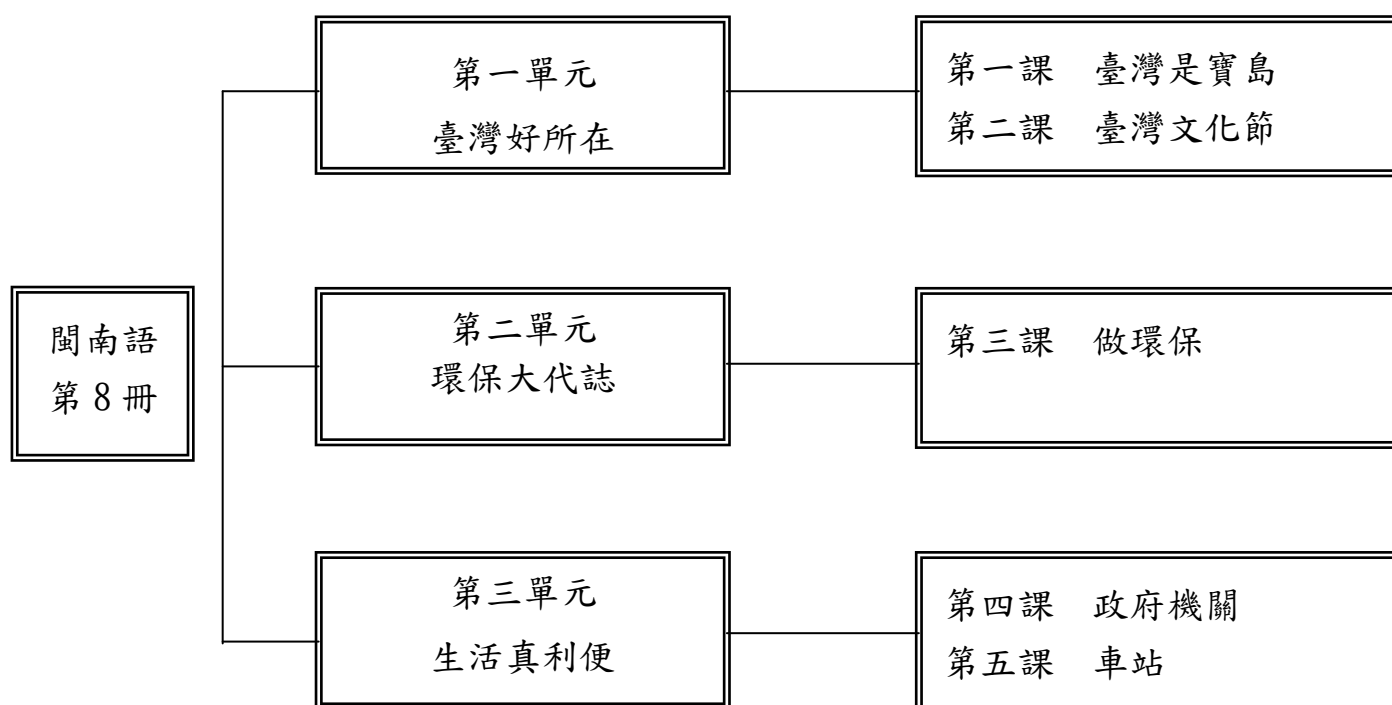 閩南語
第 8 冊
第一單元
臺灣好所在
第一課 臺灣是寶島
第二課 臺灣文化節
第二單元
環保大代誌
第三課 做環保
第三單元
生活真利便
第四課 政府機關
第五課 車站